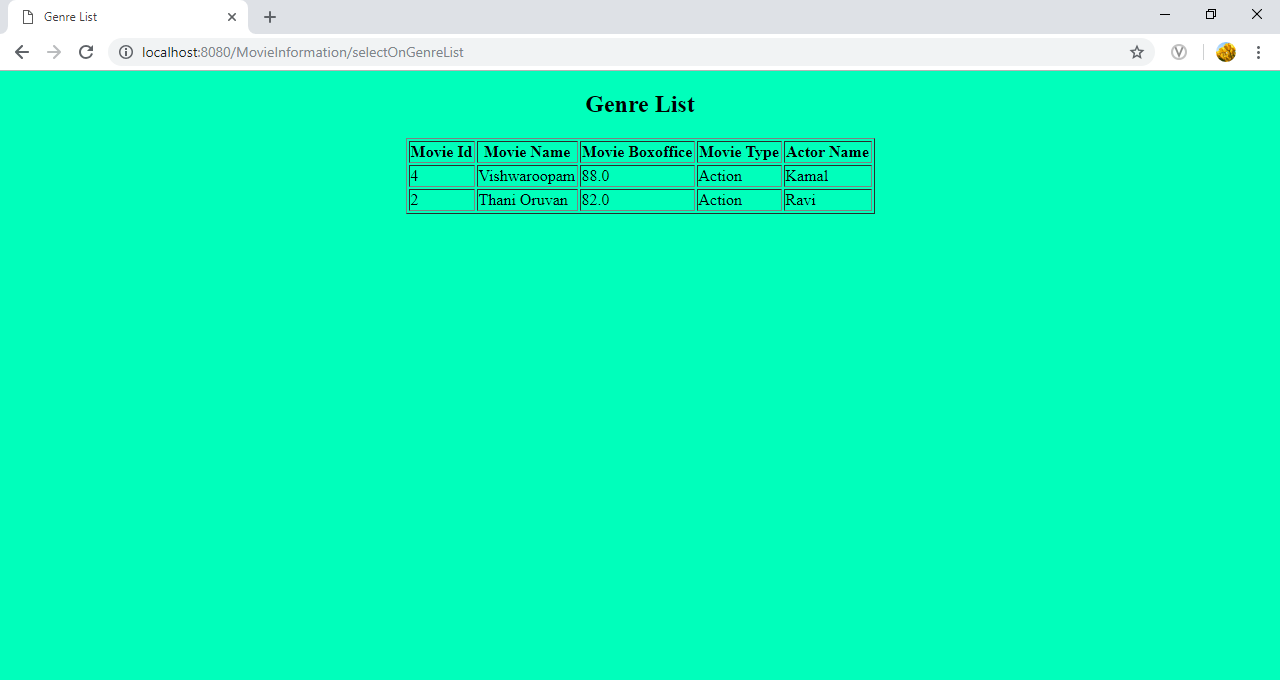 Genre List
localhost:8080/MovieInformation/selectOnGenreList
Genre List
Movie Id Movie Name Movie Boxoffice Movie Type Actor Name
4 Vishwaroopam 88.0 Action Kamal
2 Thani Oruvan 82.0 Action Ravi